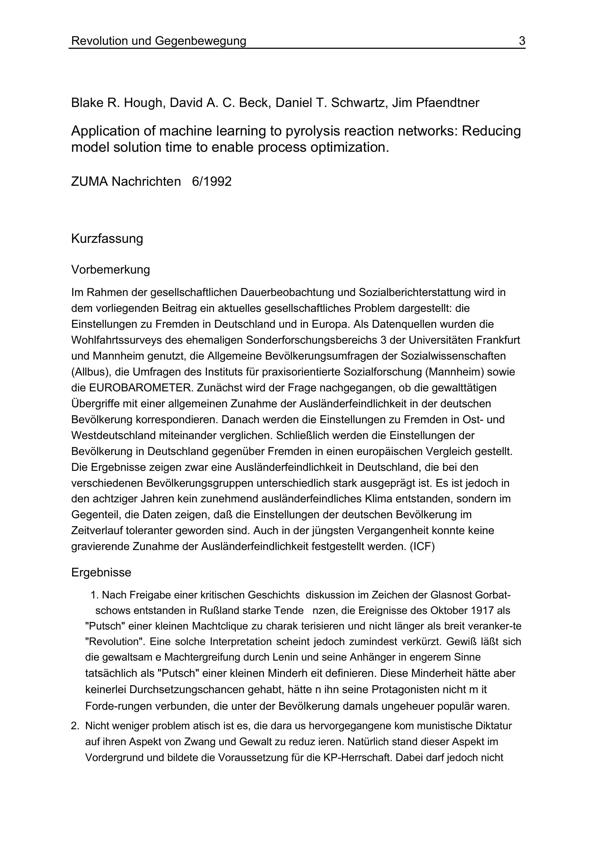 Revolution und Gegenbewegung 3
Blake R. Hough, David A. C. Beck, Daniel T. Schwartz, Jim Pfaendtner
Application of machine learning to pyrolysis reaction networks: Reducing
model solution time to enable process optimization.
ZUMA Nachrichten 6/1992
Kurzfassung
Vorbemerkung
Im Rahmen der gesellschaftlichen Dauerbeobachtung und Sozialberichterstattung wird in
dem vorliegenden Beitrag ein aktuelles gesellschaftliches Problem dargestellt: die
Einstellungen zu Fremden in Deutschland und in Europa. Als Datenquellen wurden die
Wohlfahrtssurveys des ehemaligen Sonderforschungsbereichs 3 der Universitäten Frankfurt
und Mannheim genutzt, die Allgemeine Bevölkerungsumfragen der Sozialwissenschaften
(Allbus), die Umfragen des Instituts für praxisorientierte Sozialforschung (Mannheim) sowie
die EUROBAROMETER. Zunächst wird der Frage nachgegangen, ob die gewalttätigen
Übergriffe mit einer allgemeinen Zunahme der Ausländerfeindlichkeit in der deutschen
Bevölkerung korrespondieren. Danach werden die Einstellungen zu Fremden in Ost- und
Westdeutschland miteinander verglichen. Schließlich werden die Einstellungen der
Bevölkerung in Deutschland gegenüber Fremden in einen europäischen Vergleich gestellt.
Die Ergebnisse zeigen zwar eine Ausländerfeindlichkeit in Deutschland, die bei den
verschiedenen Bevölkerungsgruppen unterschiedlich stark ausgeprägt ist. Es ist jedoch in
den achtziger Jahren kein zunehmend ausländerfeindliches Klima entstanden, sondern im
Gegenteil, die Daten zeigen, daß die Einstellungen der deutschen Bevölkerung im
Zeitverlauf toleranter geworden sind. Auch in der jüngsten Vergangenheit konnte keine
gravierende Zunahme der Ausländerfeindlichkeit festgestellt werden. (ICF)
Ergebnisse
1. Nach Freigabe einer kritischen Geschichts diskussion im Zeichen der Glasnost Gorbat-
schows entstanden in Rußland starke Tende nzen, die Ereignisse des Oktober 1917 als
"Putsch" einer kleinen Machtclique zu charak terisieren und nicht länger als breit veranker-te
"Revolution". Eine solche Interpretation scheint jedoch zumindest verkürzt. Gewiß läßt sich
die gewaltsam e Machtergreifung durch Lenin und seine Anhänger in engerem Sinne
tatsächlich als "Putsch" einer kleinen Minderh eit definieren. Diese Minderheit hätte aber
keinerlei Durchsetzungschancen gehabt, hätte n ihn seine Protagonisten nicht m it
Forde-rungen verbunden, die unter der Bevölkerung damals ungeheuer populär waren.
2. Nicht weniger problem atisch ist es, die dara us hervorgegangene kom munistische Diktatur
auf ihren Aspekt von Zwang und Gewalt zu reduz ieren. Natürlich stand dieser Aspekt im
Vordergrund und bildete die Voraussetzung für die KP-Herrschaft. Dabei darf jedoch nicht